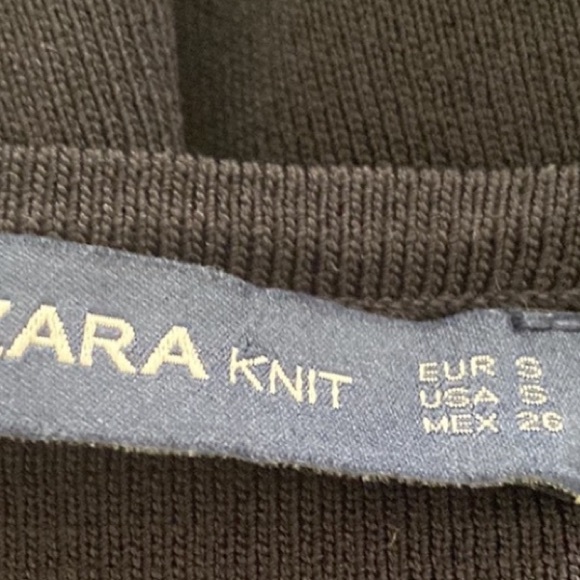 ZARA KNIT
EUR S
USA S
MEX 26